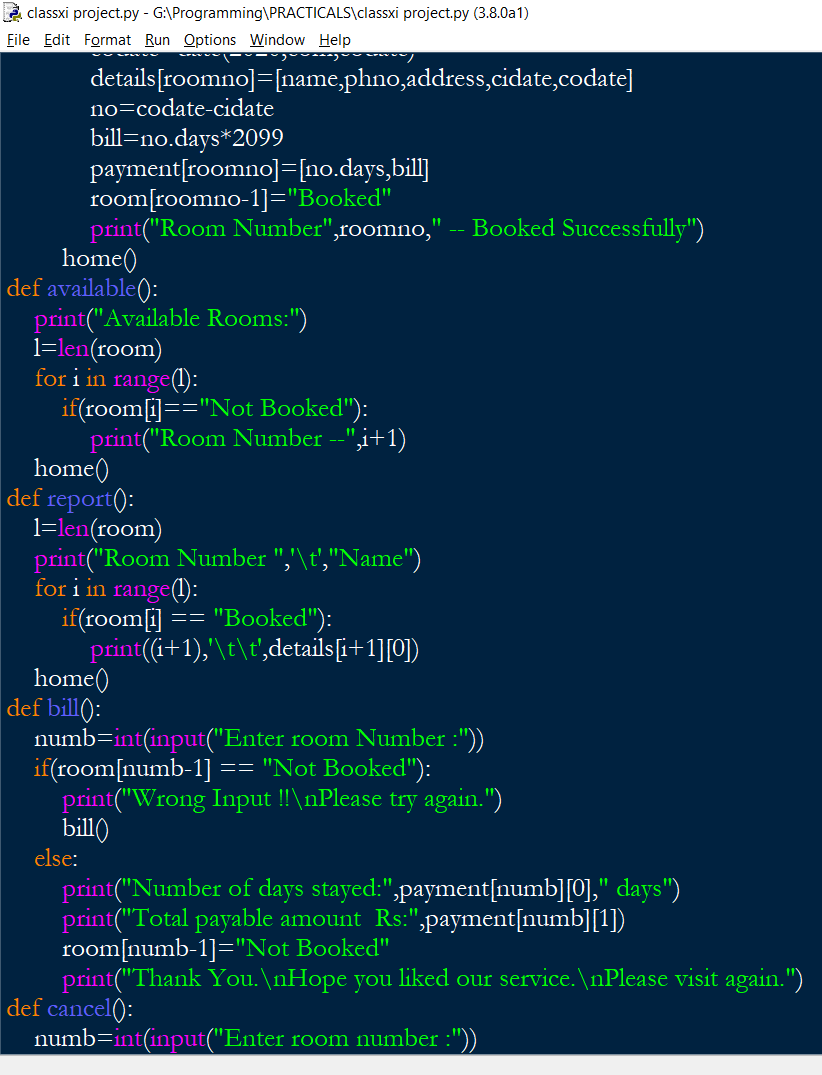 classxi project.py - G:\Programming\PRACTICALS\classxi project.py (3.8.0a1)
File Edit Format Run Options Window Help
            details[roomno]=[name,phno,address,cidate,codate]
            no=codate-cidate
            bill=no.days*2099
            payment[roomno]=[no.days,bill]
            room[roomno-1]="Booked"
            print("Room Number",roomno," -- Booked Successfully")
        home()
def available():
    print("Available Rooms:")
    l=len(room)
    for i in range(l):
        if(room[i]=="Not Booked"):
            print("Room Number --",i+1)
    home()
def report():
    l=len(room)
    print("Room Number ",'\t',"Name")
    for i in range(l):
        if(room[i] == "Booked"):
            print((i+1),'\t\t',details[i+1][0])
    home()
def bill():
    numb=int(input("Enter room Number :"))
    if(room[numb-1] == "Not Booked"):
        print("Wrong Input !!\nPlease try again.")
        bill()
    else:
        print("Number of days stayed:",payment[numb][0]," days")
        print("Total payable amount  Rs:",payment[numb][1])
        room[numb-1]="Not Booked"
        print("Thank You.\nHope you liked our service.\nPlease visit again.")
def cancel():
    numb=int(input("Enter room number :"))